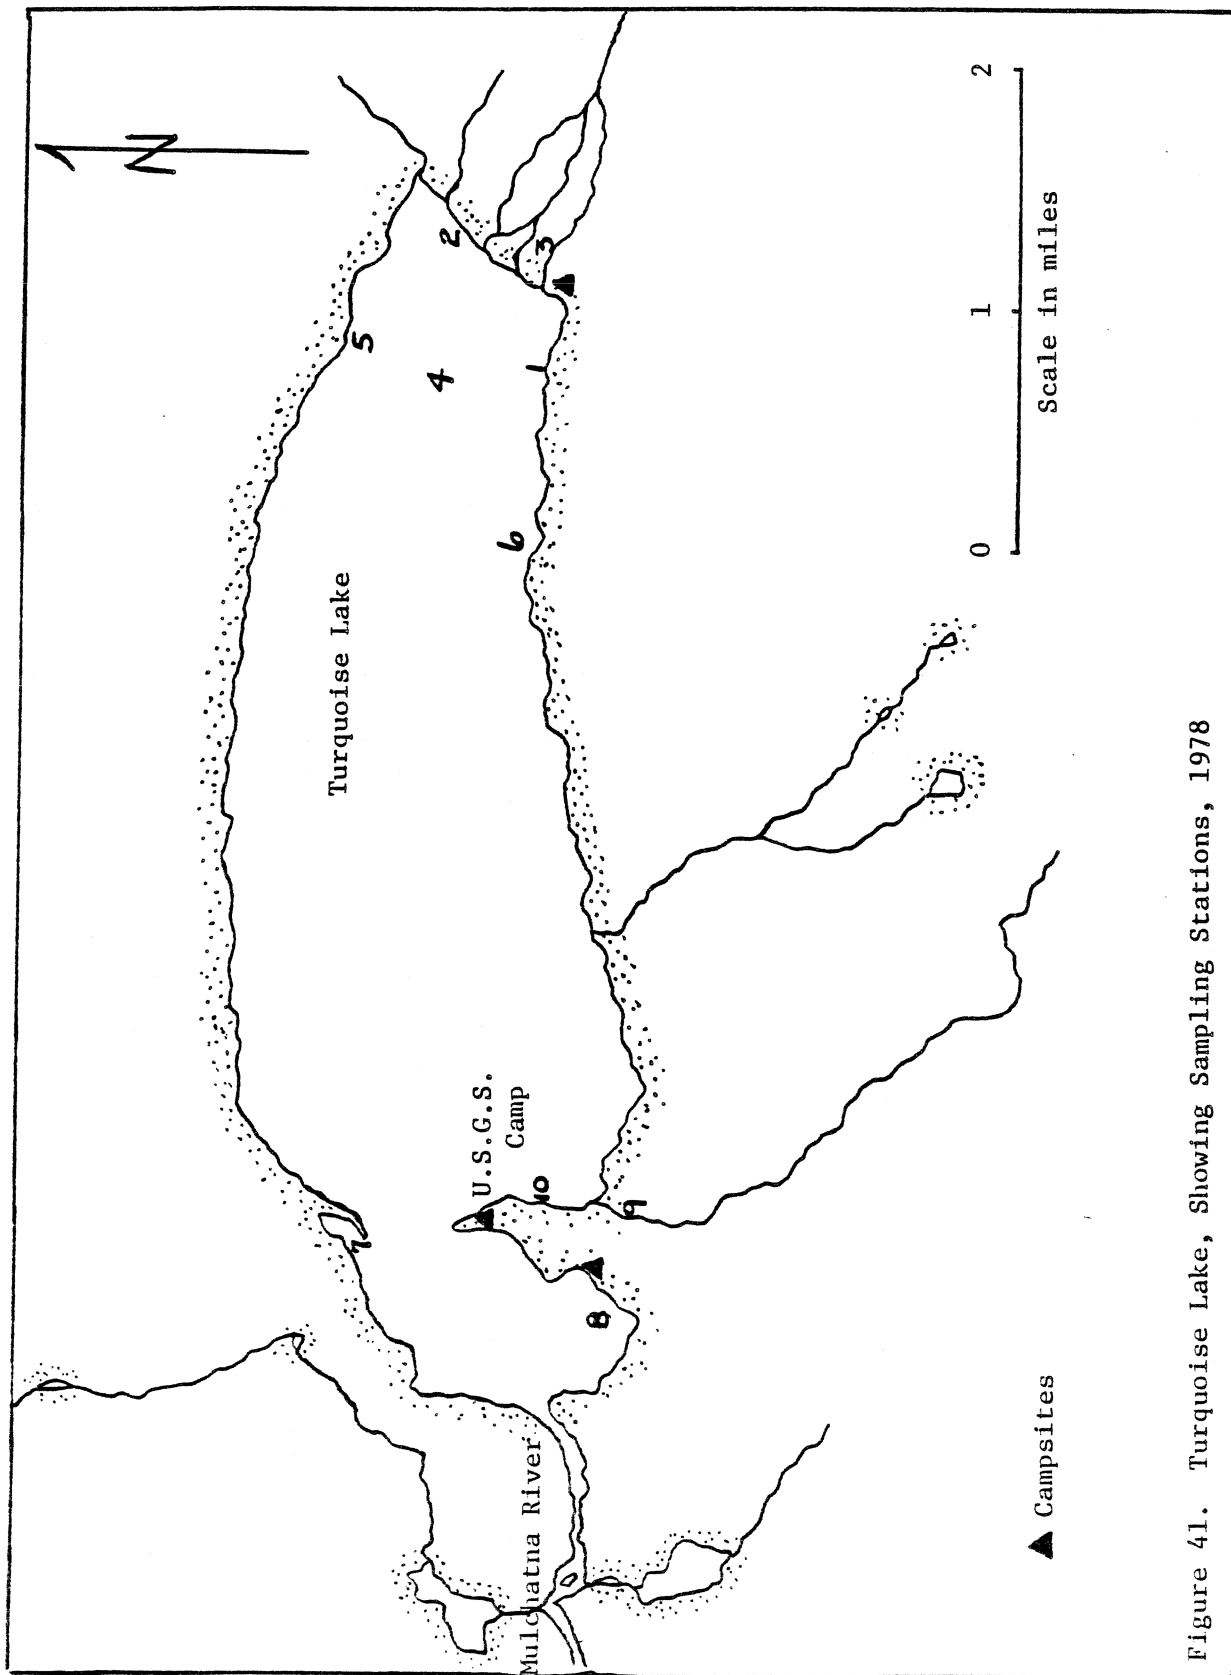 N
2
3
5
4
1
6
Turquoise Lake
U.S.G.S.
Camp
10
9
7
8
Mulchatna River
0 1 2
Scale in miles
Campsites
Figure 41. Turquoise Lake, Showing Sampling Stations, 1978